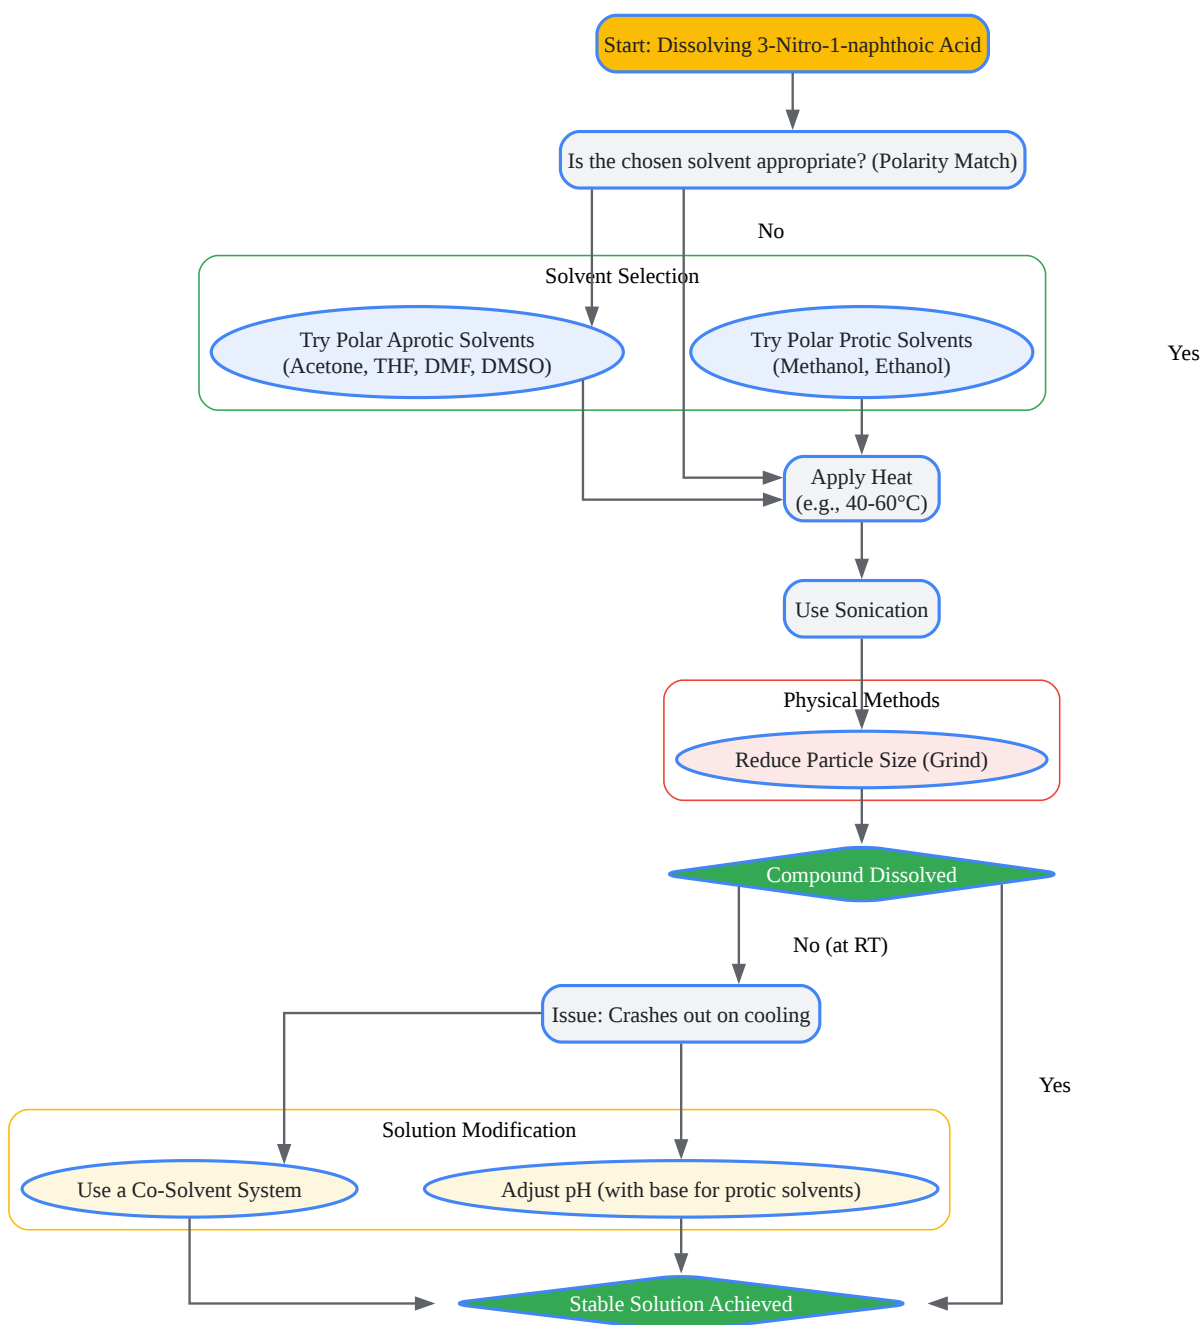 Start: Dissolving 3-Nitro-1-naphthoic Acid
Is the chosen solvent appropriate? (Polarity Match)
No
Solvent Selection
Try Polar Aprotic Solvents
(Acetone, THF, DMF, DMSO)
Try Polar Protic Solvents
(Methanol, Ethanol)
Yes
Apply Heat
(e.g., 40-60°C)
Use Sonication
Physical Methods
Reduce Particle Size (Grind)
Compound Dissolved
No (at RT)
Issue: Crashes out on cooling
Yes
Solution Modification
Use a Co-Solvent System
Adjust pH (with base for protic solvents)
Stable Solution Achieved